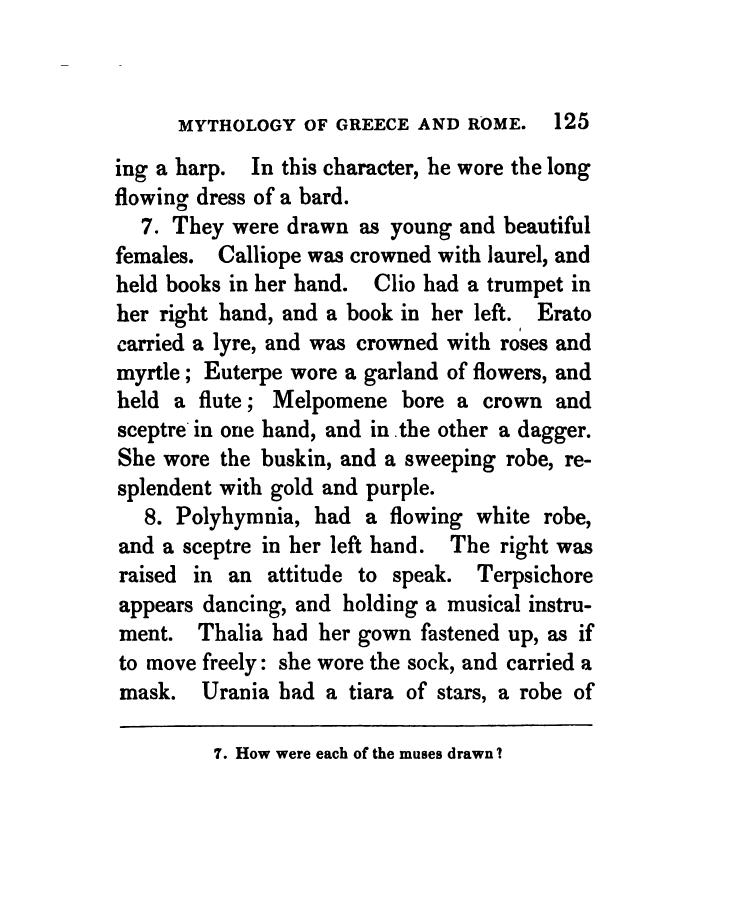 MYTHOLOGY OF GREECE AND ROME. 125
ing a harp. In this character, he wore the long
flowing dress of a bard.
7. They were drawn as young and beautiful
females. Calliope was crowned with laurel, and
held books in her hand. Clio had a trumpet in
her right hand, and a book in her left. Erato
carried a lyre, and was crowned with roses and
myrtle; Euterpe wore a garland of flowers, and
held a flute; Melpomene bore a crown and
sceptre in one hand, and in the other a dagger.
She wore the buskin, and a sweeping robe, re-
splendent with gold and purple.
8. Polyhymnia, had a flowing white robe,
and a sceptre in her left hand. The right was
raised in an attitude to speak. Terpsichore
appears dancing, and holding a musical instru-
ment. Thalia had her gown fastened up, as if
to move freely: she wore the sock, and carried a
mask. Urania had a tiara of stars, a robe of
7. How were each of the muses drawn?